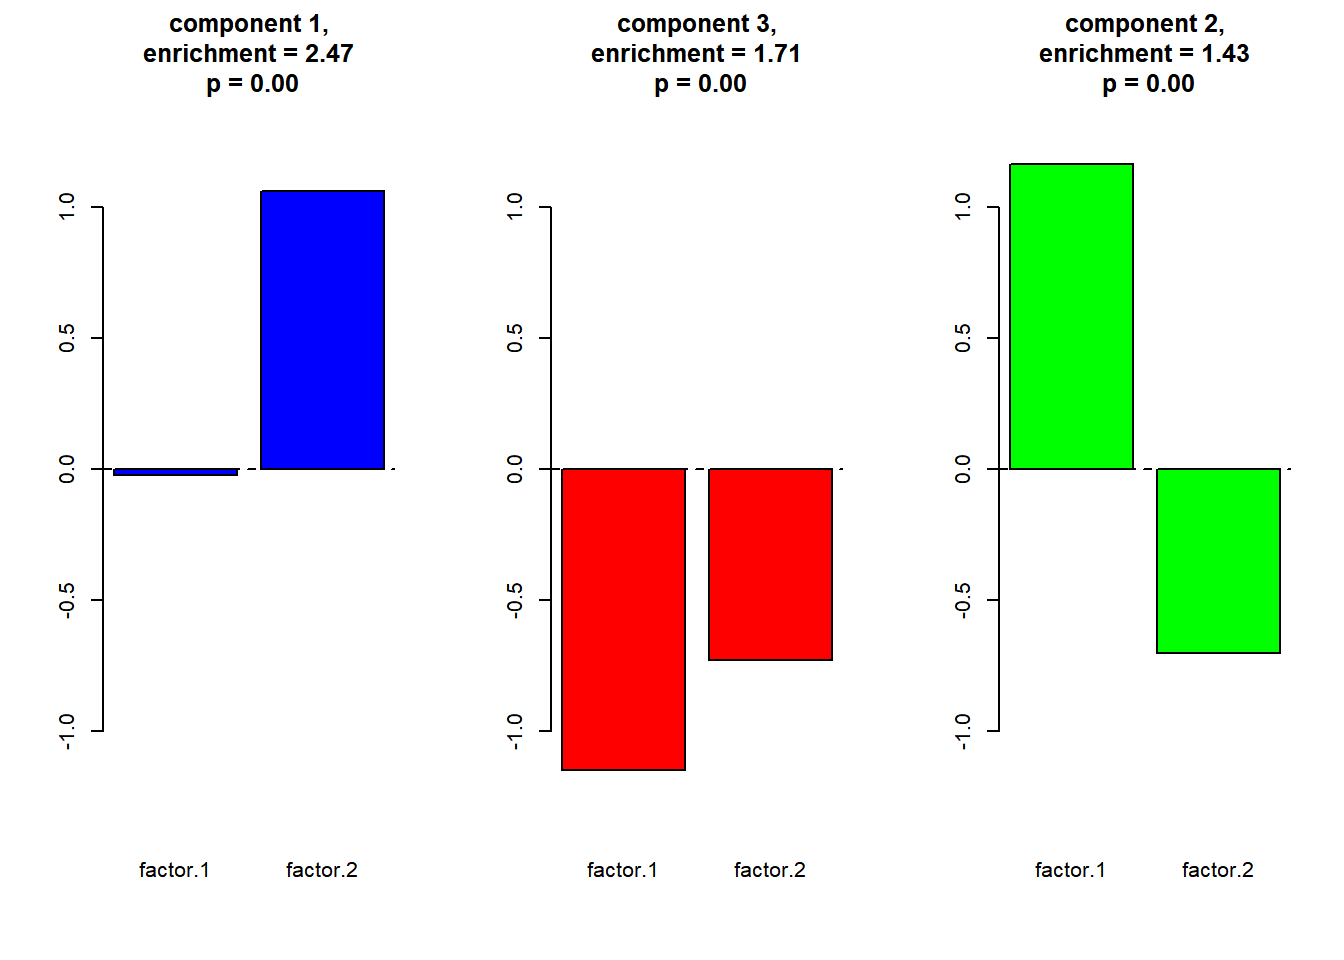 component 1,
enrichment = 2.47
p = 0.00
1.0
0.5
0.0
-0.5
-1.0
factor.1 factor.2
component 3,
enrichment = 1.71
p = 0.00
1.0
0.5
0.0
-0.5
-1.0
factor.1 factor.2
component 2,
enrichment = 1.43
p = 0.00
1.0
0.5
0.0
-0.5
-1.0
factor.1 factor.2